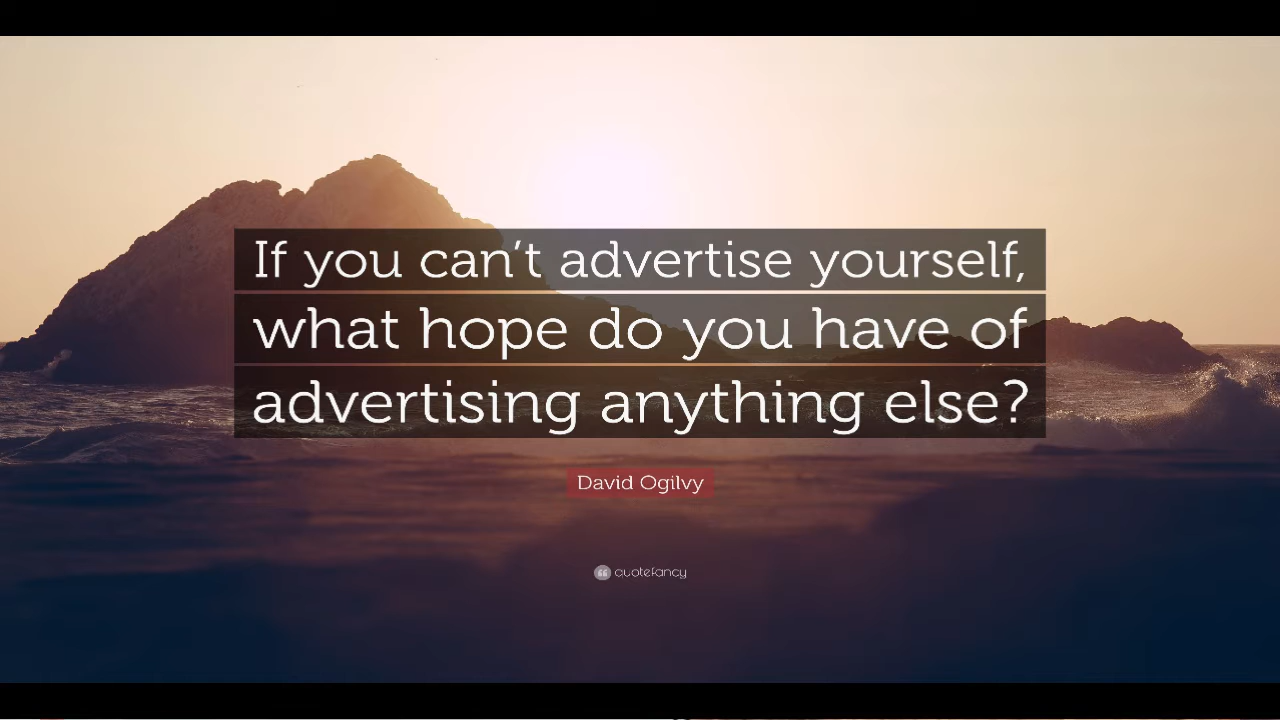 If you can’t advertise yourself,
what hope do you have of
advertising anything else?
David Ogilvy
quotefancy